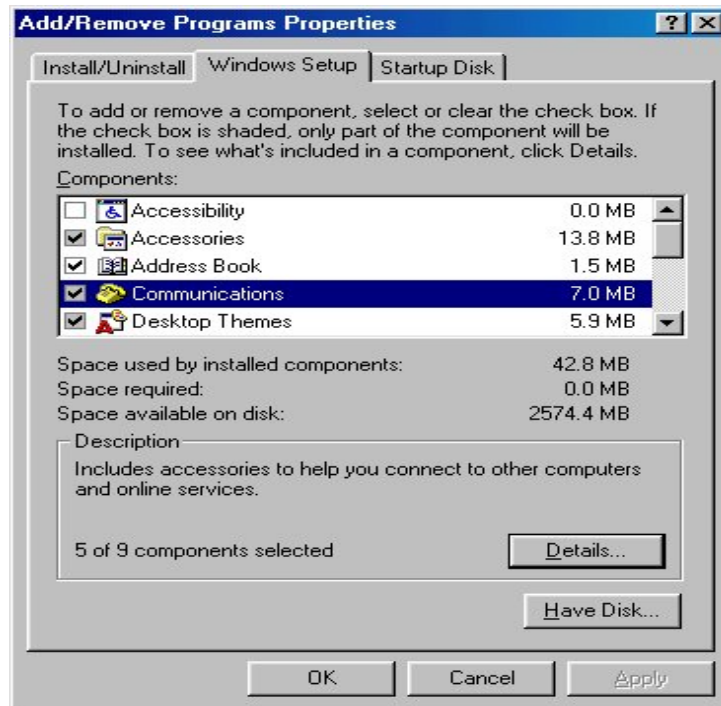 Add/Remove Programs Properties
Install/Uninstall Windows Setup Startup Disk
To add or remove a component, select or clear the check box. If
the check box is shaded, only part of the component will be
installed. To see what's included in a component, click Details.
Components:
Accessibility 0.0 MB
Accessories 13.8 MB
Address Book 1.5 MB
Communications 7.0 MB
Desktop Themes 5.9 MB
Space used by installed components: 42.8 MB
Space required: 0.0 MB
Space available on disk: 2574.4 MB
Description
Includes accessories to help you connect to other computers
and online services.
5 of 9 components selected Details...
Have Disk...
OK Cancel Apply